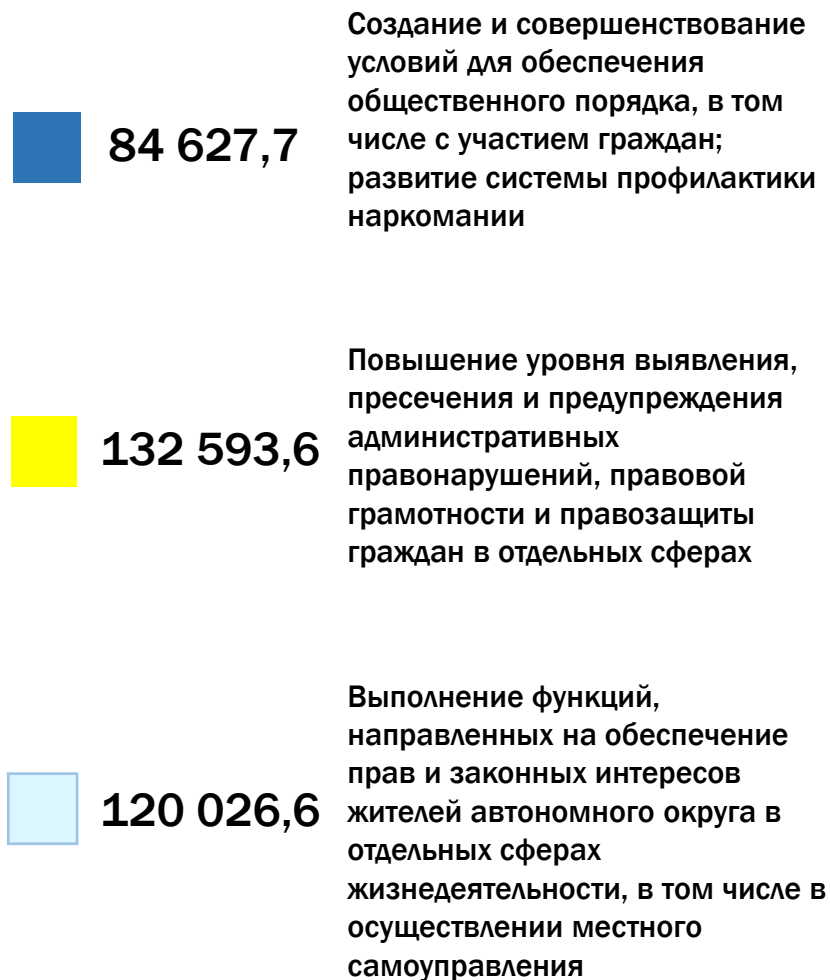 Создание и совершенствование
условий для обеспечения
общественного порядка, в том
84 627,7
числе с участием граждан;
развитие системы профилактики
наркомании
Повышение уровня выявления,
пресечения и предупреждения
132 593,6
административных
правонарушений, правовой
грамотности и правозащиты
граждан в отдельных сферах
Выполнение функций,
направленных на обеспечение
прав и законных интересов
120 026,6
жителей автономного округа в
отдельных сферах
жизнедеятельности, в том числе в
осуществлении местного
самоуправления